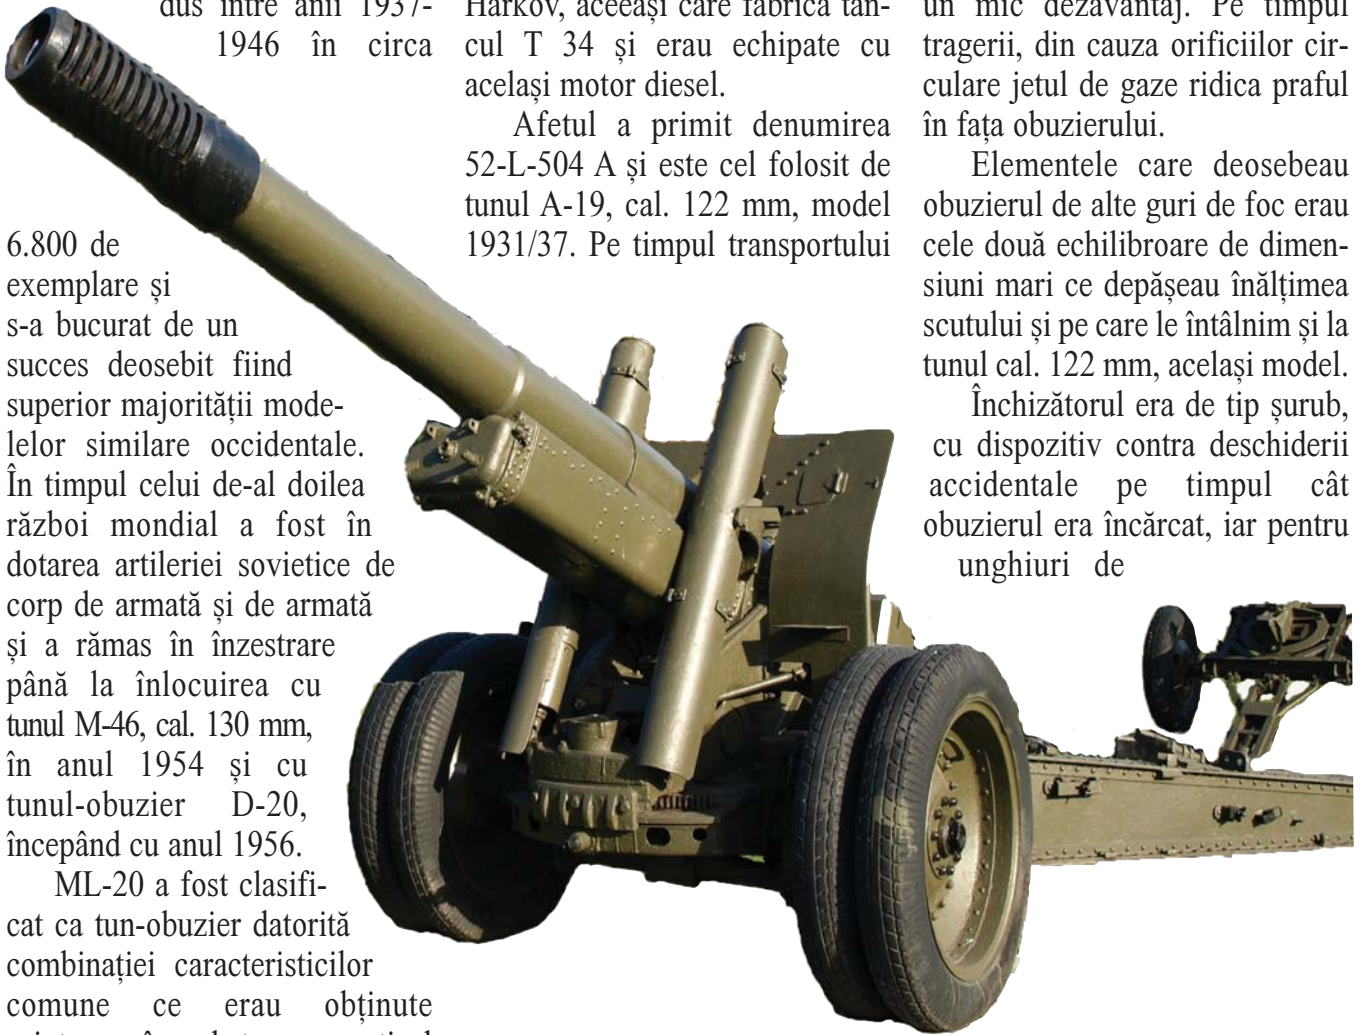 dus între anii 1937-
1946 în circa
6.800 de
exemplare și
s-a bucurat de un
succes deosebit fiind
superior majorității mode-
lelor similare occidentale.
În timpul celui de-al doilea
război mondial a fost în
dotarea artileriei sovietice de
corp de armată și de armată
și a rămas în înzestrare
până la înlocuirea cu
tunul M-46, cal. 130 mm,
în anul 1954 și cu
tunul-obuzier D-20,
începând cu anul 1956.
ML-20 a fost clasifi-
cat ca tun-obuzier datorită
combinației caracteristicilor
comune ce erau obținute
Harkov, aceeași care fabrica tan-
cul T 34 și erau echipate cu
același motor diesel.
Afetul a primit denumirea
52-L-504 A și este cel folosit de
tunul A-19, cal. 122 mm, model
1931/37. Pe timpul transportului
un mic dezavantaj. Pe timpul
tragerii, din cauza orificiilor cir-
culare jetul de gaze ridica praful
în fața obuzierului.
Elementele care deosebeau
obuzierul de alte guri de foc erau
cele două echilibroare de dimen-
siuni mari ce depășeau înălțimea
scutului și pe care le întâlnim și la
tunul cal. 122 mm, același model.
Închizătorul era de tip șurub,
cu dispozitiv contra deschiderii
accidentale pe timpul cât
obuzierul era încărcat, iar pentru
unghiuri de